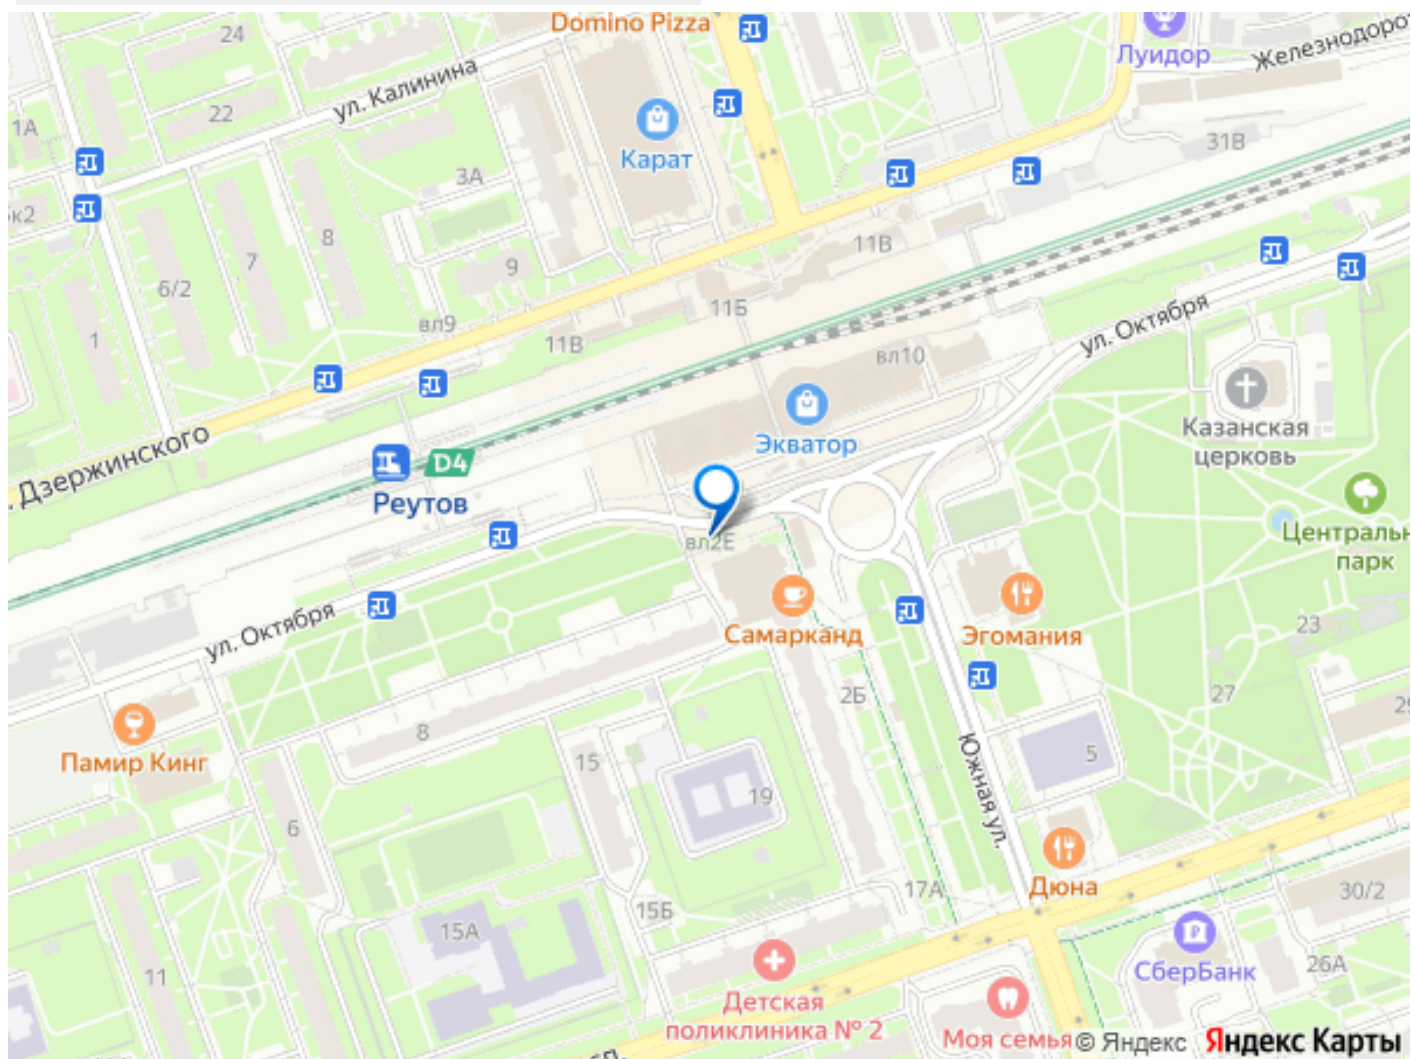 24
Domino Pizza
Луидор
Железнодоро
ул. Калинина
22
1А
Карат
31В
3А
к2
8
11В
7
9
6/2
11Б
ул. Октября
вл9
1
11В
вл10
Экватор
Казанская
церковь
Дзержинского
D4
Реутов
Центральн
парк
вл2Е
ул. Октября
Самарканд
Эгомания
23
2Б
27
8
Памир Кинг
15
5
Южная ул.
19
6
Дюна
17А
30/2
15Б
15А
СберБанк
26А
11
Детская
поликлиника № 2
Моя семья
© Яндекс Яндекс Карты